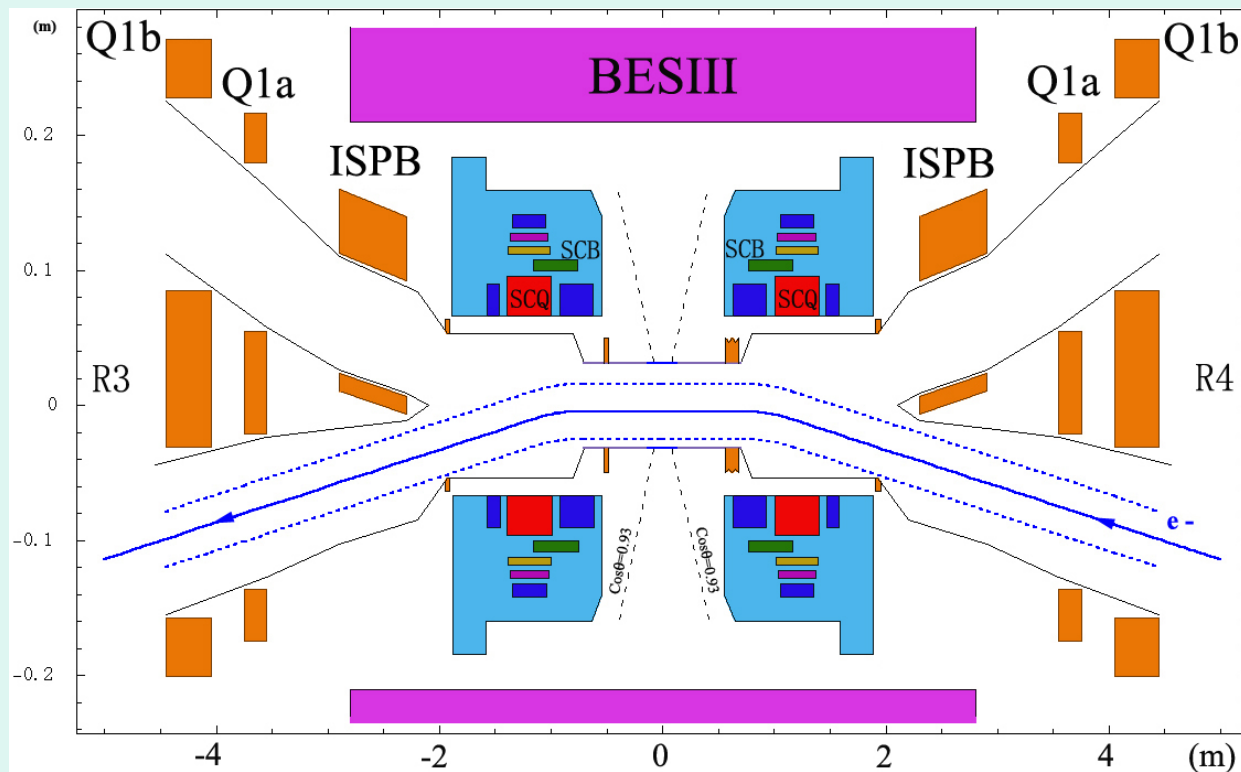 (m)
Q1b
Q1b
BESIII
Q1a
Q1a
0.2
ISPB
ISPB
SCB
SCB
0.1
SCQ
SCQ
R3
R4
0
e -
-0.1
Cosθ=0.93
Cosθ=0.93
-0.2
-4
-2
0
2
4
(m)